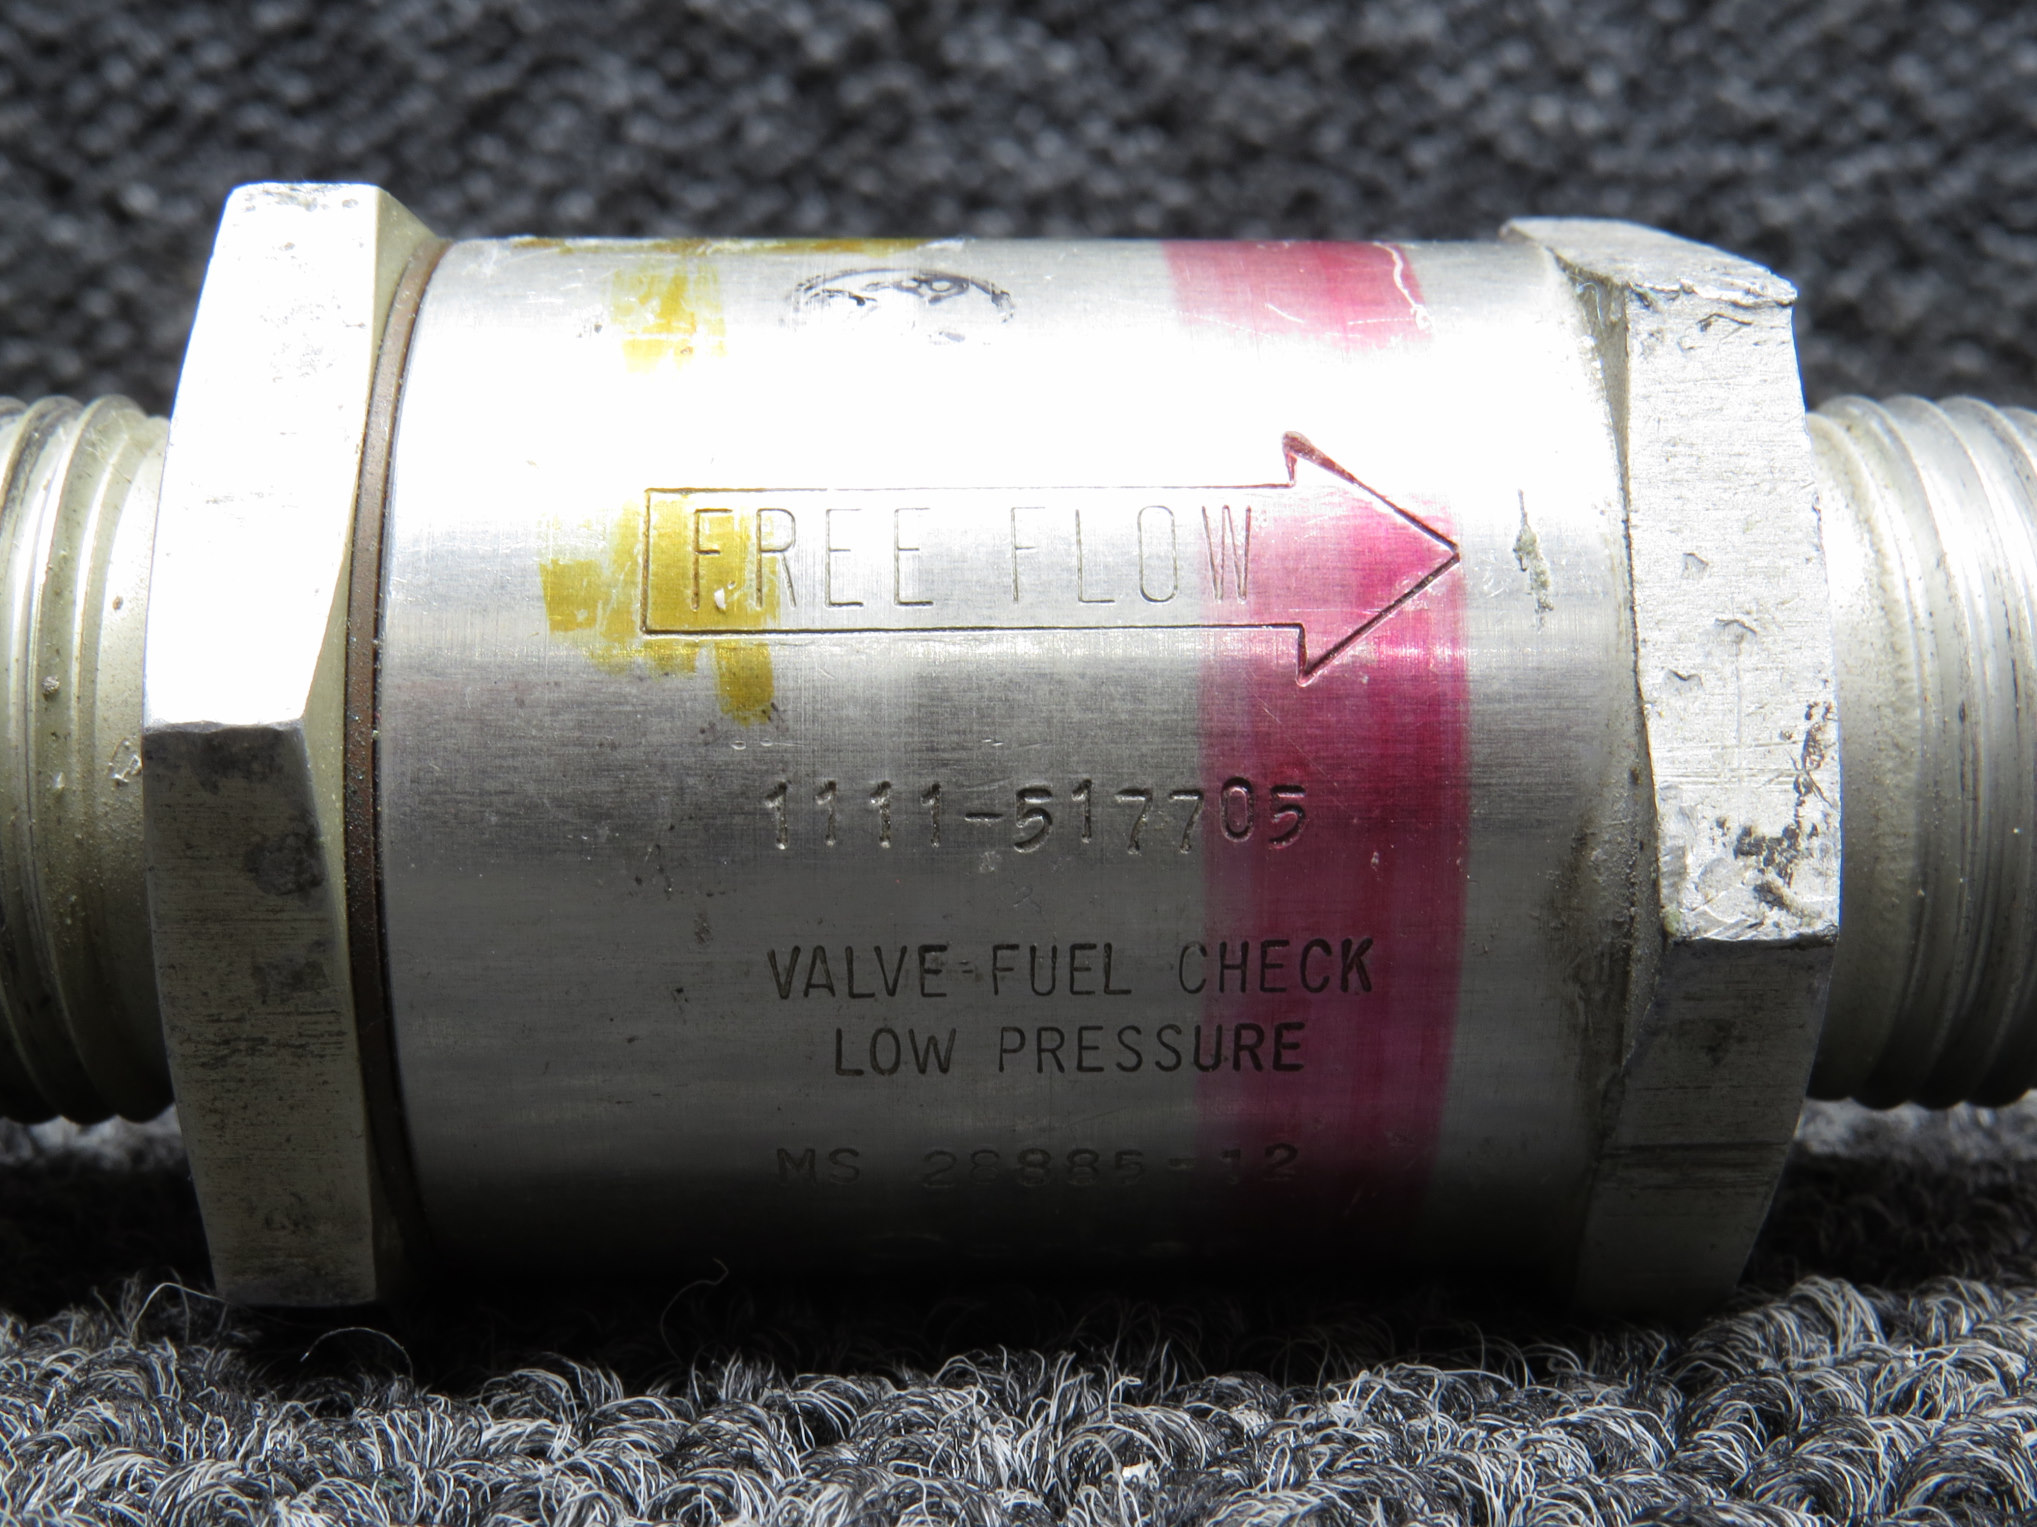 FREE FLOW
1111-517705
VALVE-FUEL CHECK
LOW PRESSURE
MS 28885-12